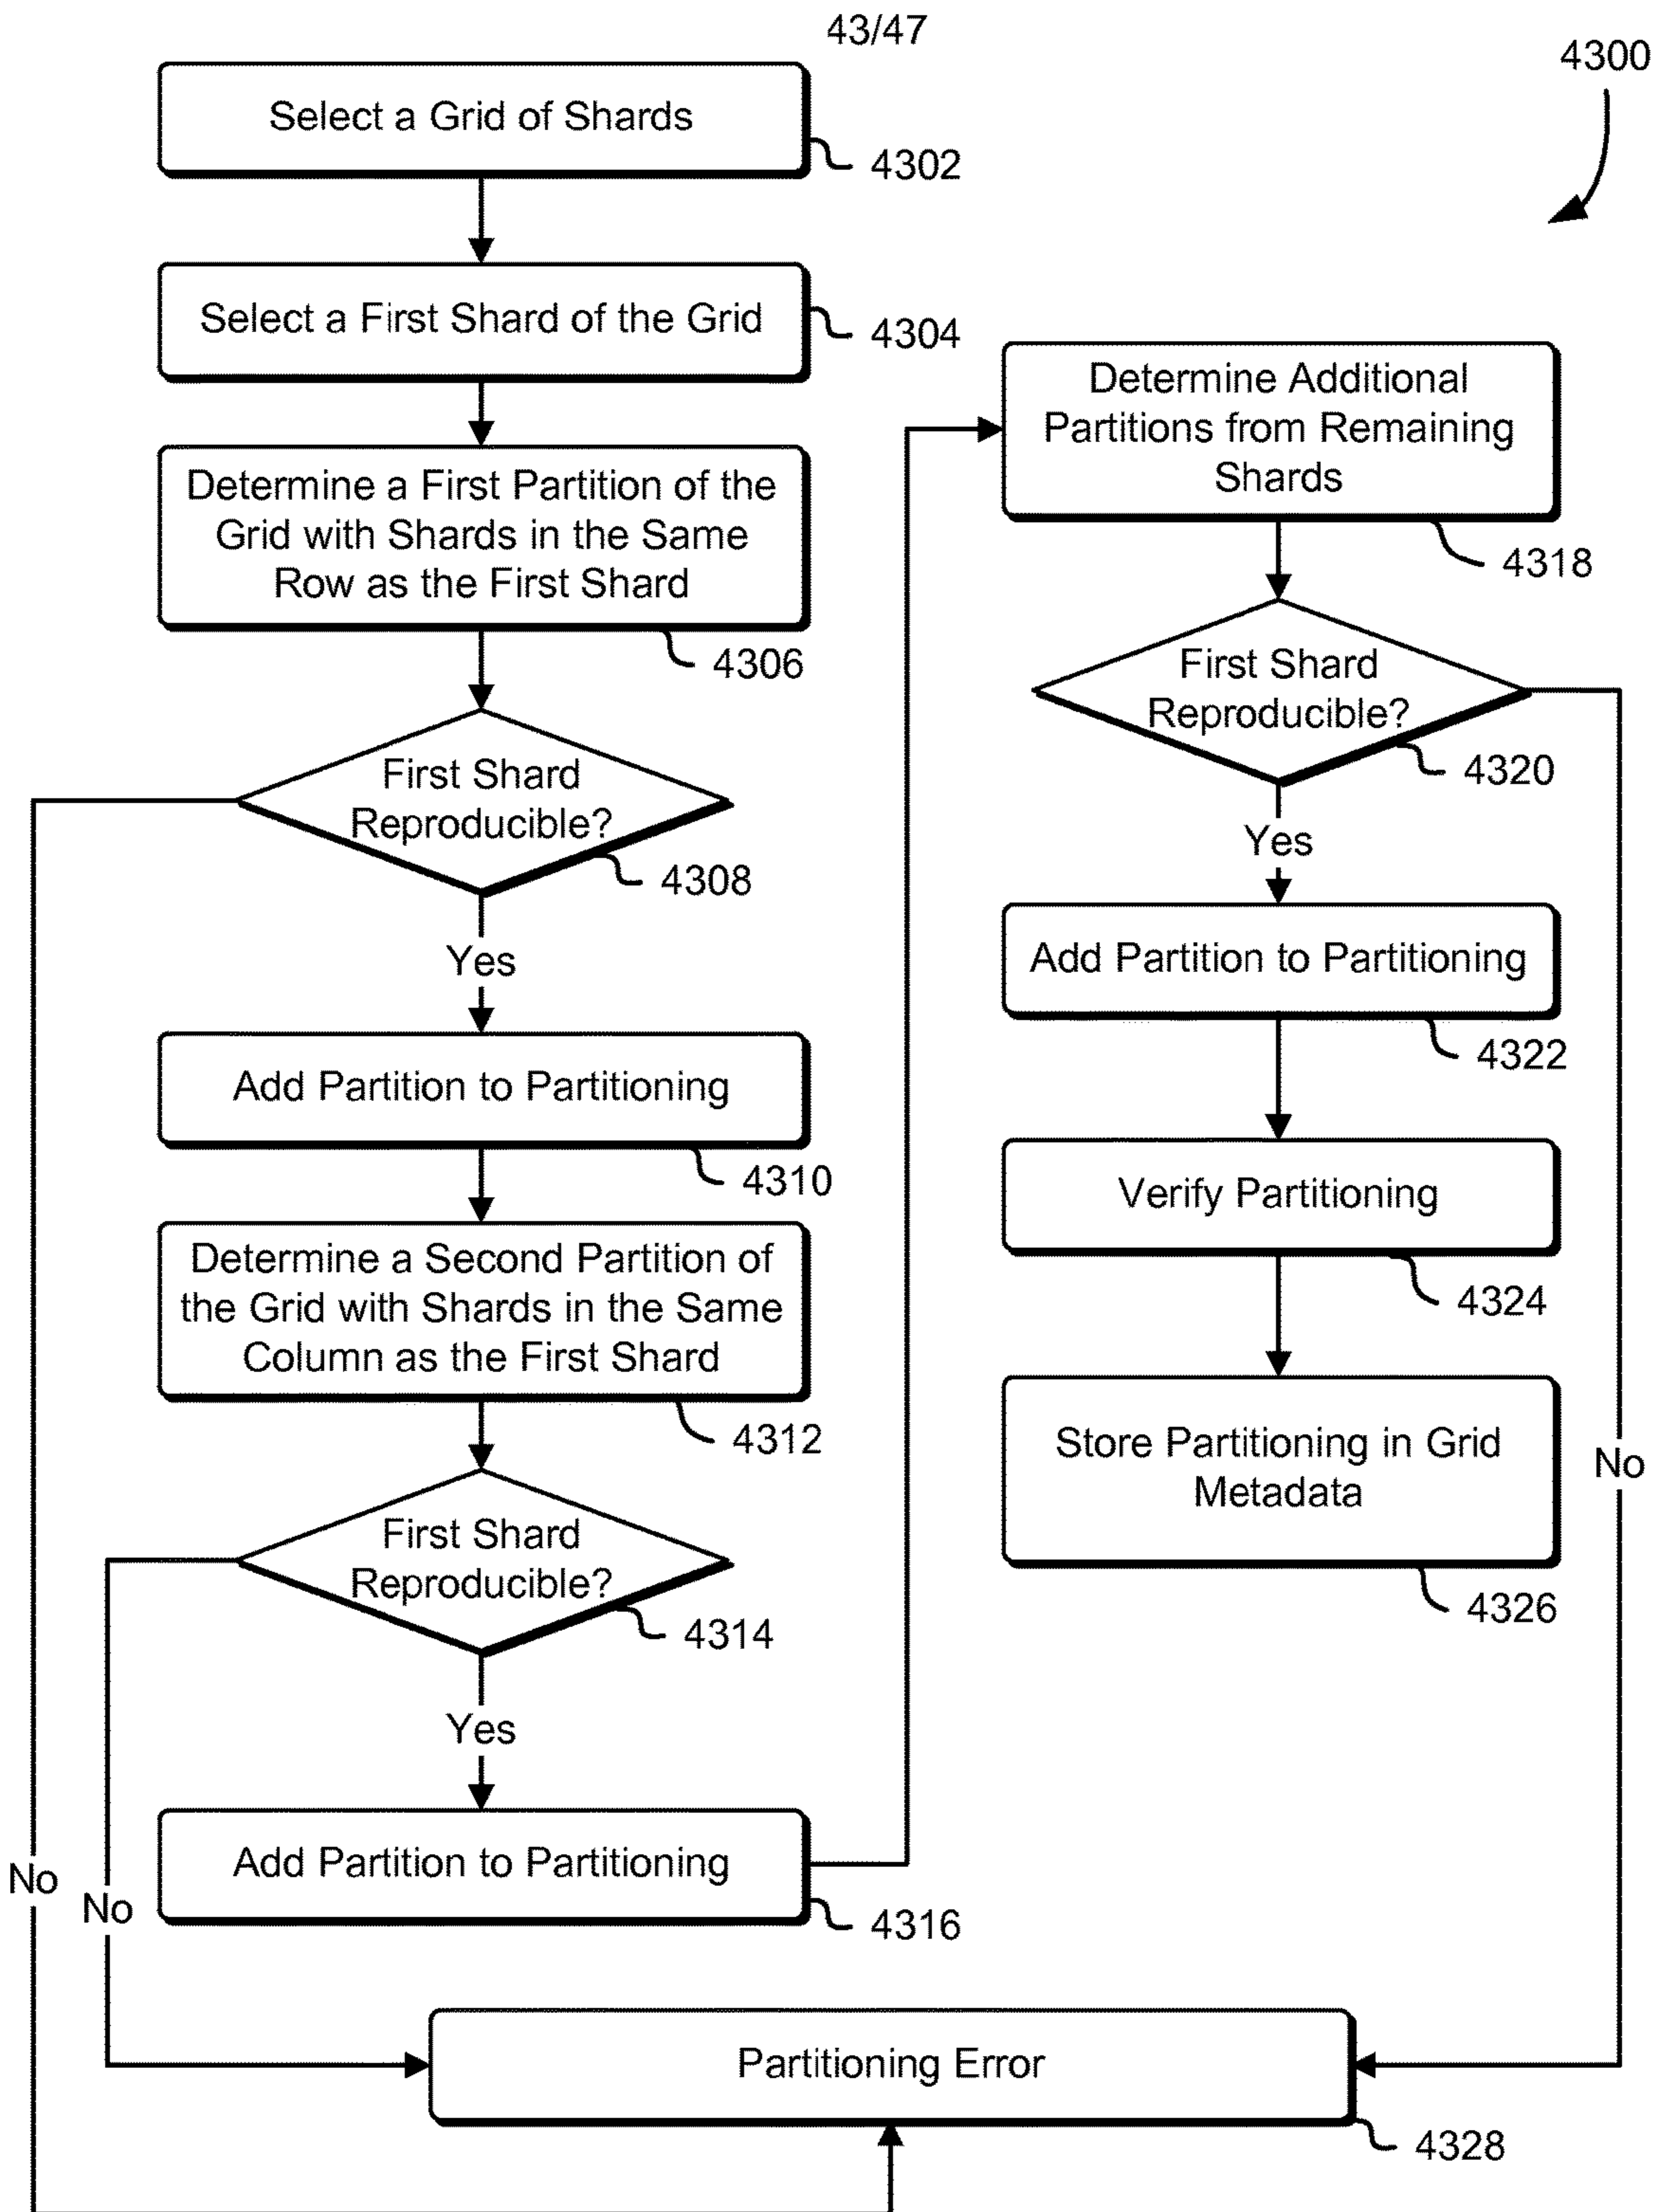 43/47
4300
Select a Grid of Shards
4302
Select a First Shard of the Grid
4304
Determine a First Partition of the
Grid with Shards in the Same
Row as the First Shard
4306
First Shard
Reproducible?
4308
Yes
Add Partition to Partitioning
4310
Determine a Second Partition of
the Grid with Shards in the Same
Column as the First Shard
4312
First Shard
Reproducible?
4314
Yes
Add Partition to Partitioning
4316
No
No
Determine Additional
Partitions from Remaining
Shards
4318
First Shard
Reproducible?
4320
Yes
Add Partition to Partitioning
4322
Verify Partitioning
4324
Store Partitioning in Grid
Metadata
4326
No
Partitioning Error
4328